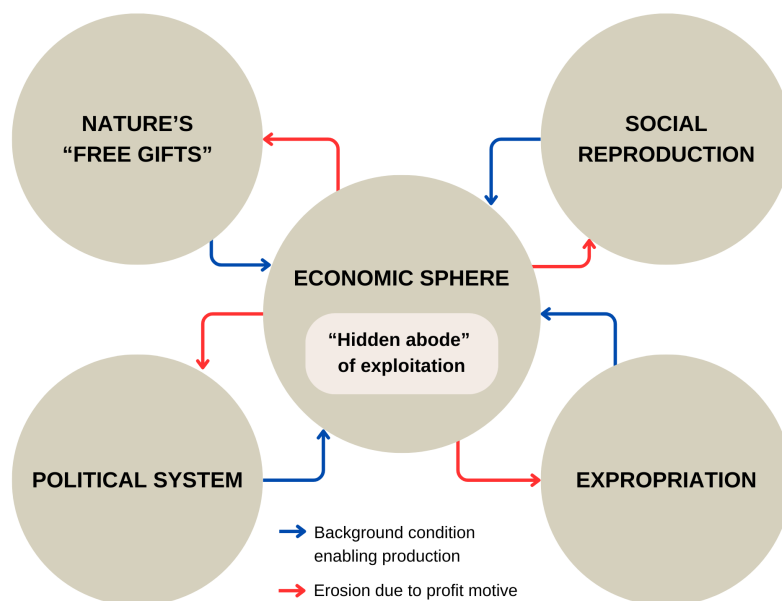 NATURE'S
“FREE GIFTS”
SOCIAL
REPRODUCTION
ECONOMIC SPHERE
“Hidden abode”
of exploitation
POLITICAL SYSTEM
EXPROPRIATION
Background condition
enabling production
Erosion due to profit motive